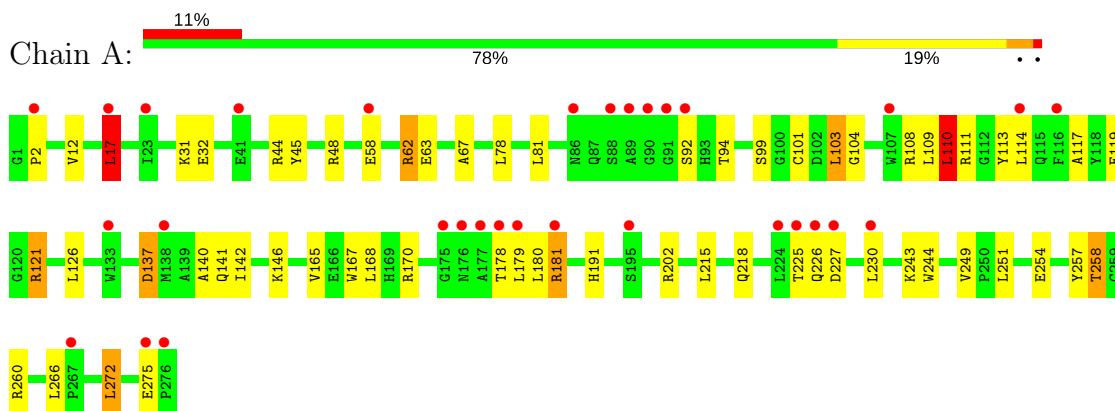 11%
Chain A:
78% 19% . .
G1 P2 V12 L17 I23 K31 E32 E41 R44 Y45 R48 E58 R62 E63 A67 L78 L81 N86 Q87 S88 A89 G90 G91 S92 H93 T94 S99 G100 C101 D102 L103 G104 W107 R108 L109 L110 R111 G112 Y113 L114 Q115 F116 A117 Y118 E119
G120 R121 L126 W133 D137 M138 A139 A140 Q141 I142 K146 V165 E166 W167 L168 H169 R170 G175 N176 A177 T178 L179 L180 R181 H191 S195 R202 L215 Q218 L224 T225 Q226 D227 L230 K243 W244 V249 P250 L251 E254 Y257 T258 C259
R260 L266 P267 L272 E275 P276